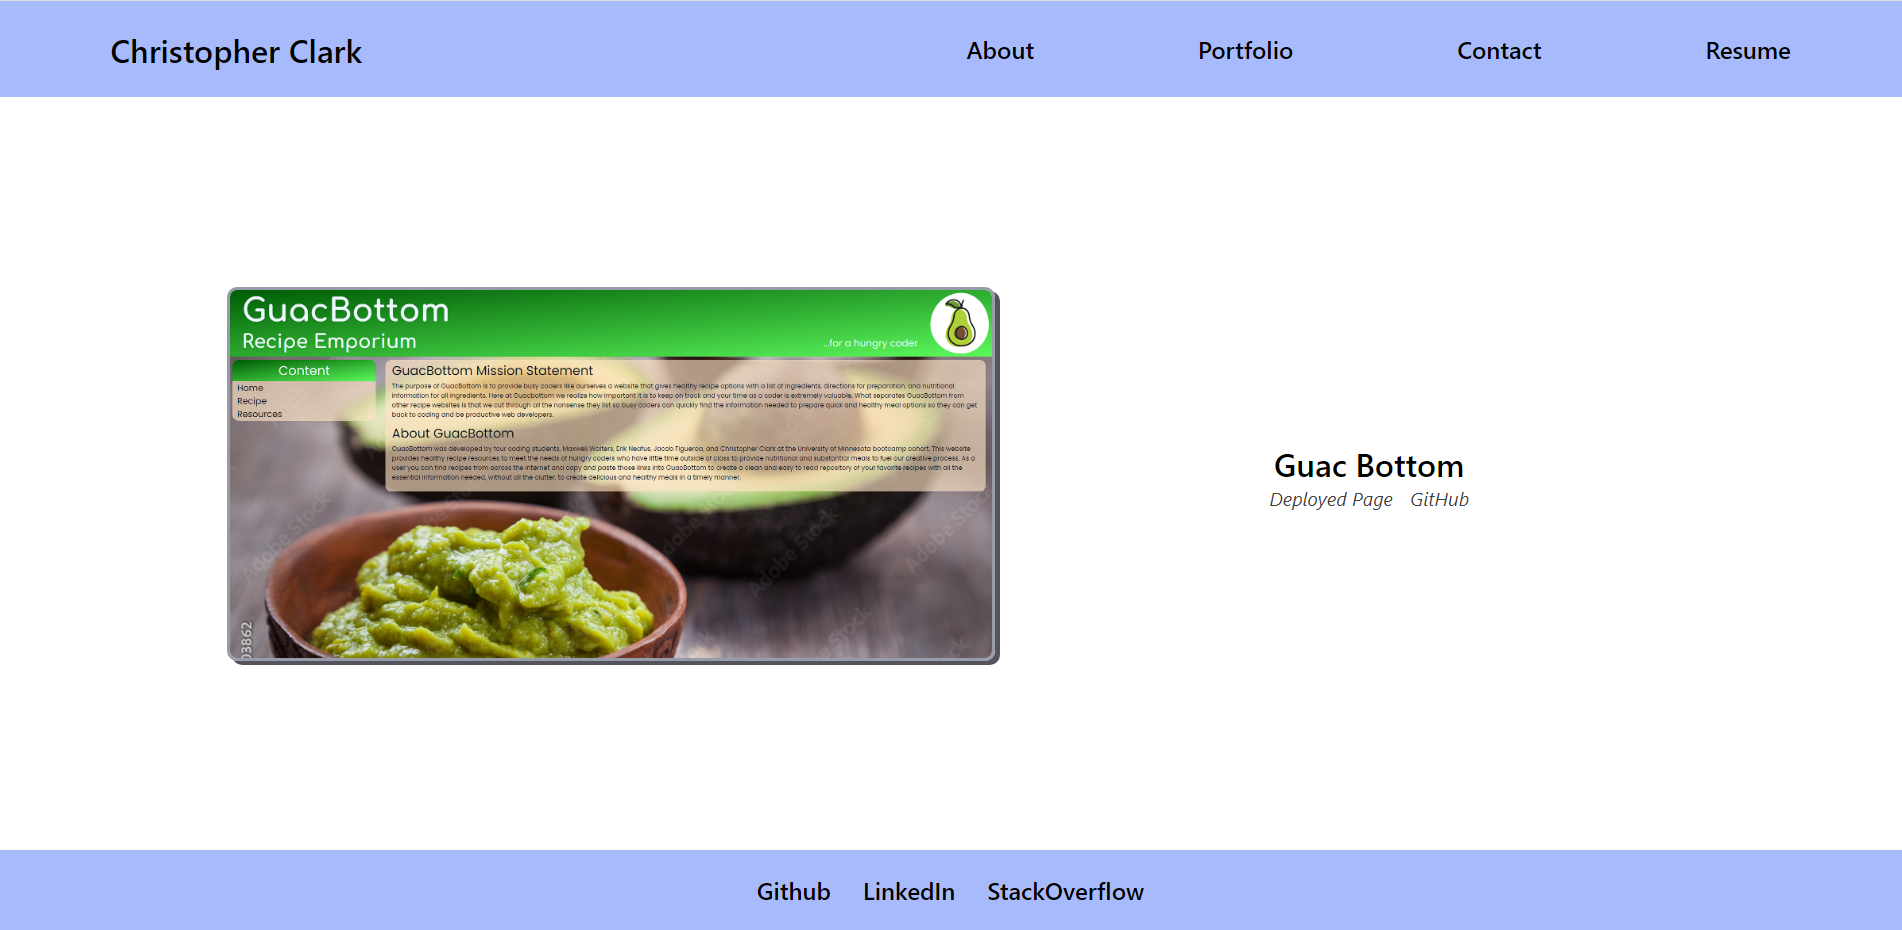 Christopher Clark
About
Portfolio
Contact
Resume
GuacBottom
Recipe Emporium
...for a hungry coder
Content
Home
Recipe
Resources
GuacBottom Mission Statement
The purpose of GuacBottom is to provide busy coders like ourselves a website that gives healthy recipe options with a list of ingredients, directions for preparation, and nutritional
information for all ingredients. Here at Guacbottom we realize how important it is to keep on track and your time as a coder is extremely valuable. What separates GuacBottom from
other recipe websites is that we cut through all the nonsense they list so busy coders can quickly find the information needed to prepare quick and healthy meal options so they can get
back to coding and be productive web developers.
About GuacBottom
GuacBottom was developed by four coding students, Maxwell Walters, Erik Neatus, Jacob Figueroa, and Christopher Clark at the University of Minnesota bootcamp cohort. This website
provides healthy recipe resources to meet the needs of hungry coders who have little time outside of class to provide nutritional and substantial meals to fuel our creative process. As a
user you can find recipes from across the internet and copy and paste those links into GuacBottom to create a clean and easy to read repository of your favorite recipes with all the
essential information needed, without all the clutter, to create delicious and healthy meals in a timely manner.
Adobe Stock
Adobe Stock
Adobe Stock
Adobe Stock
03862
Guac Bottom
Deployed Page GitHub
Github
LinkedIn
StackOverflow